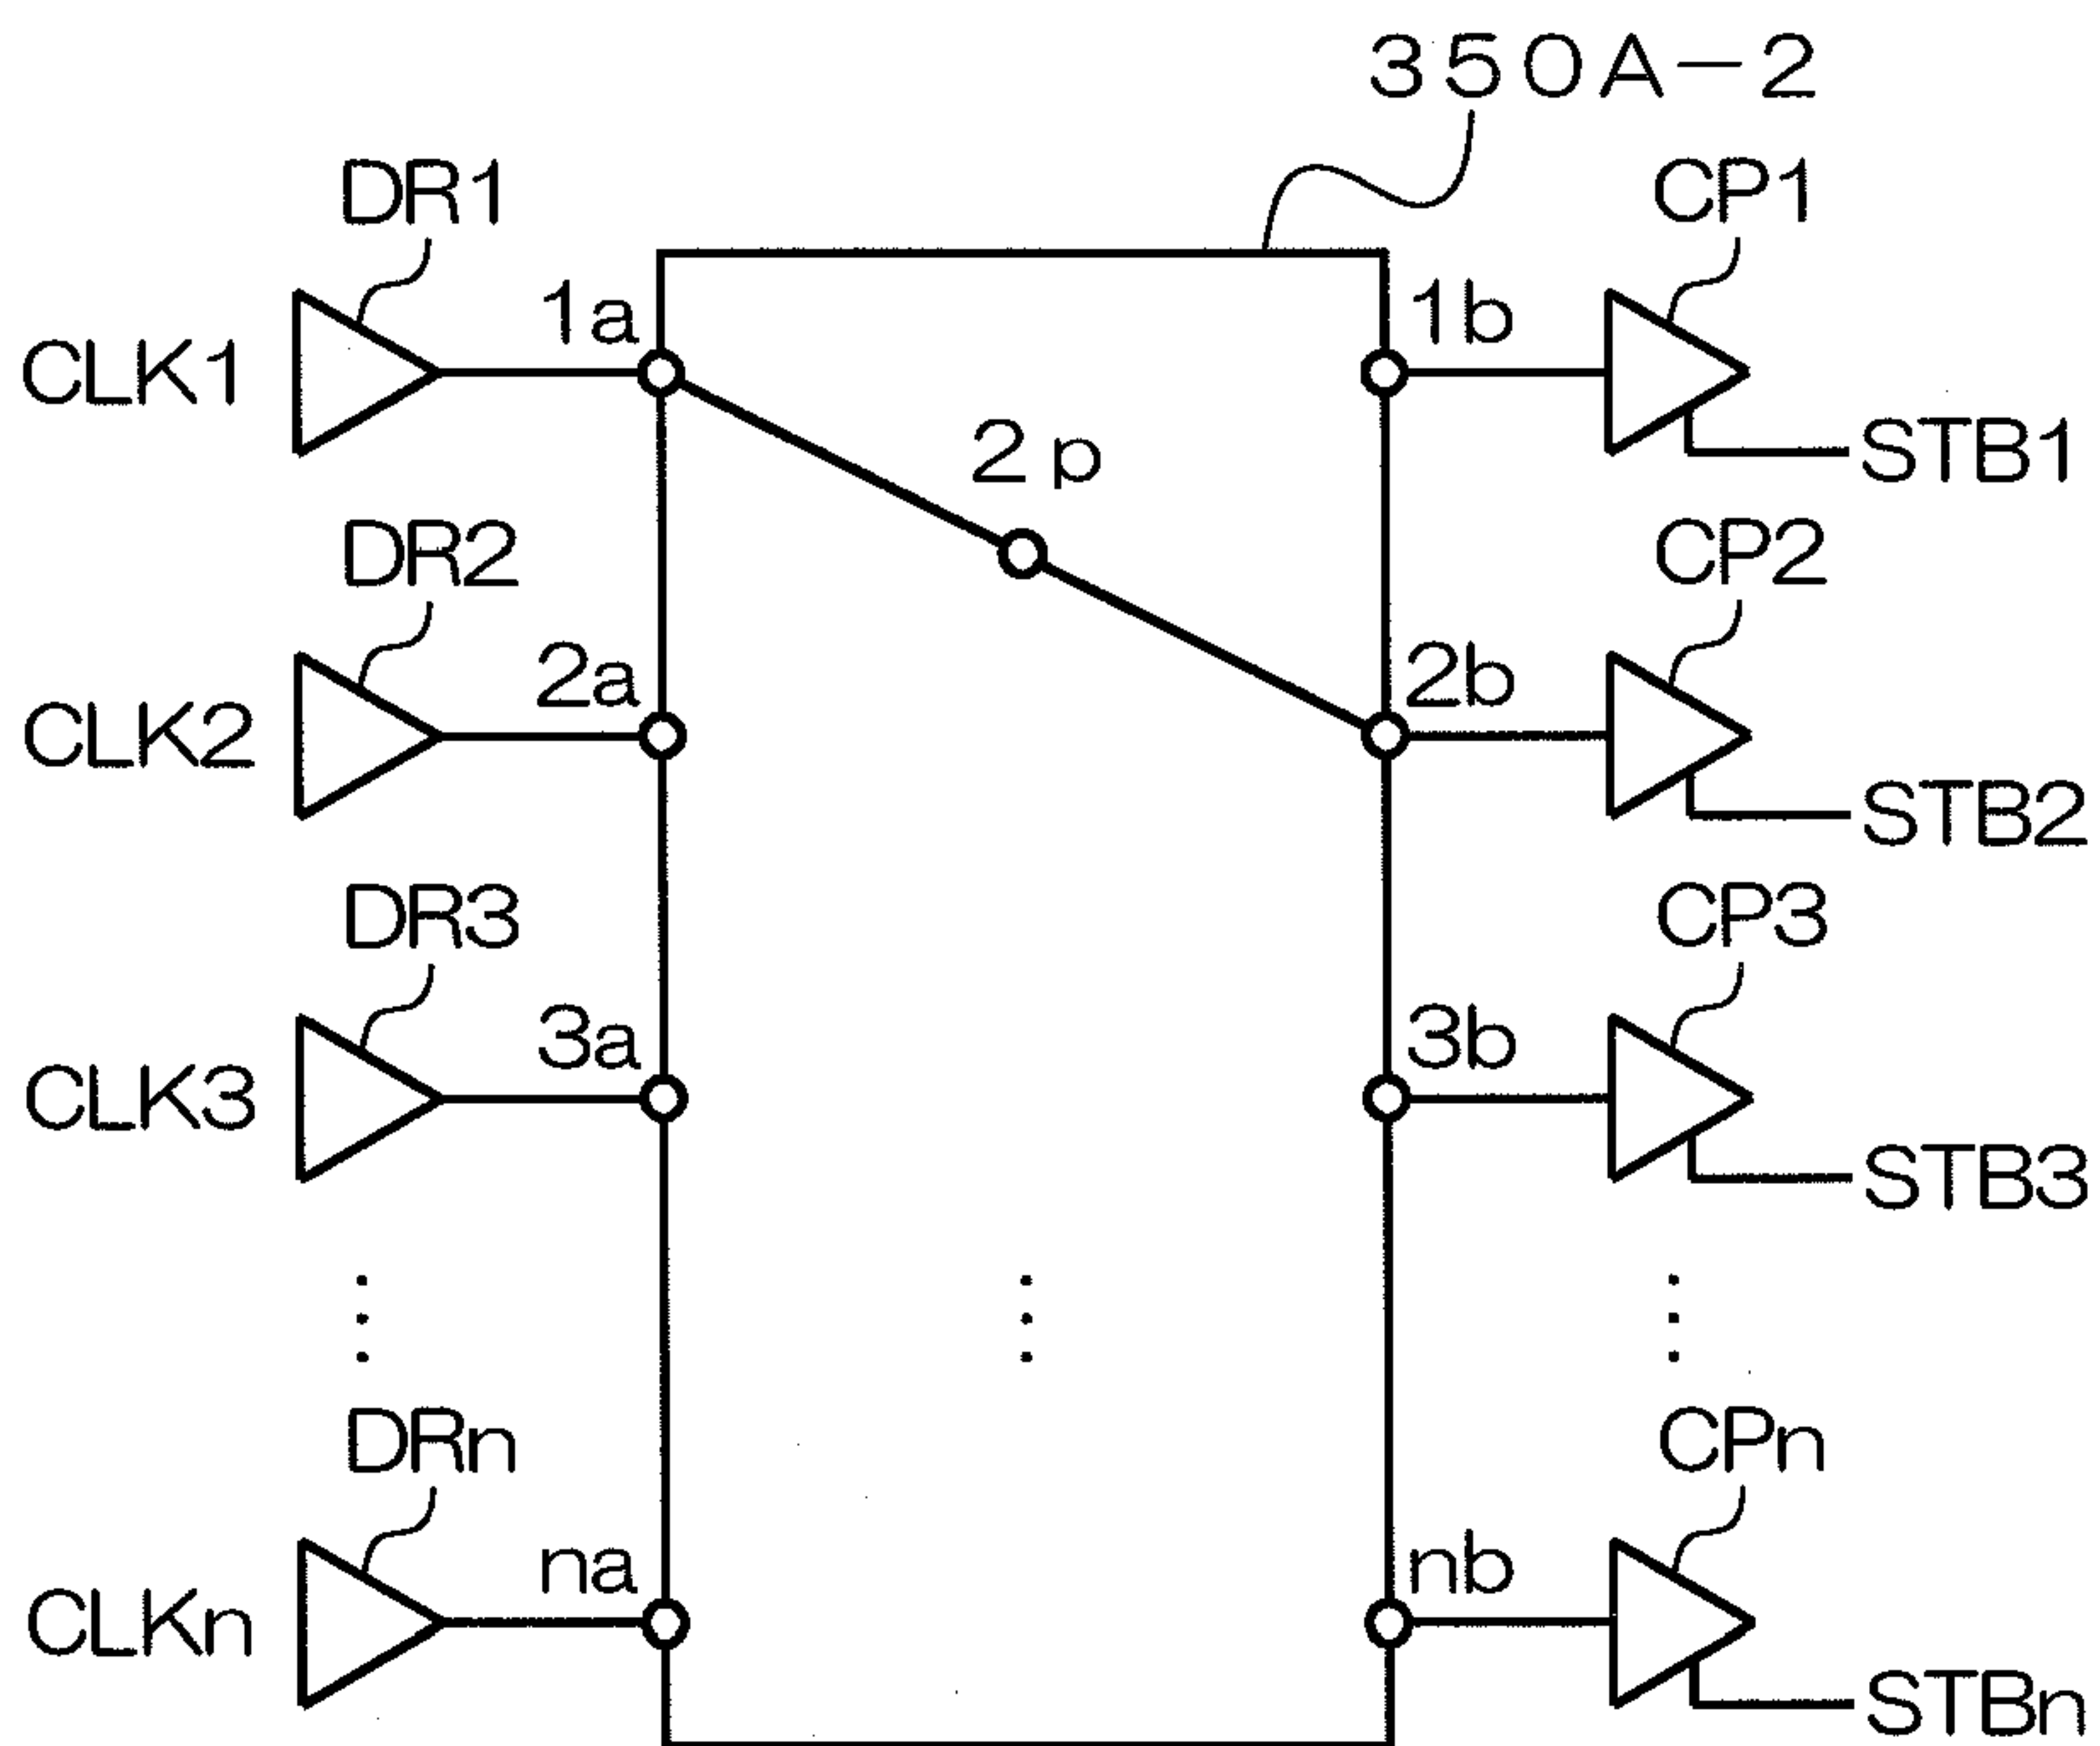 350A-2
DR1
CP1
1a
1b
CLK1
2p
STB1
DR2
CP2
2a
2b
CLK2
STB2
DR3
CP3
3a
3b
CLK3
STB3
DRn
CPn
na
nb
CLKn
STBn